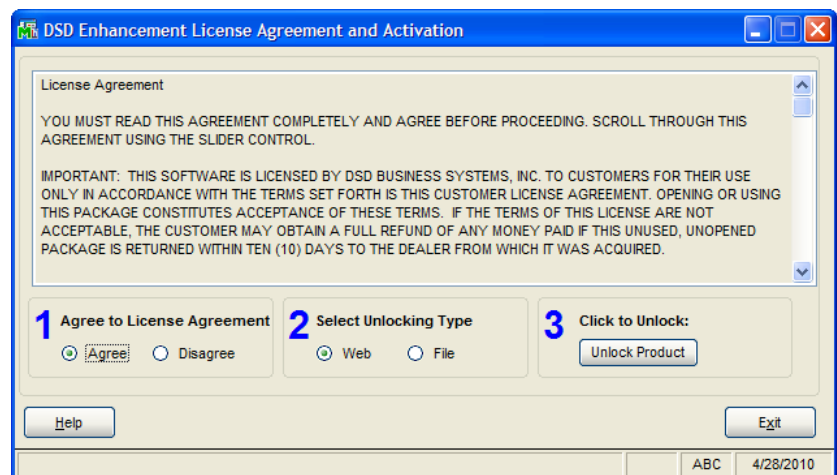 DSD Enhancement License Agreement and Activation
License Agreement
YOU MUST READ THIS AGREEMENT COMPLETELY AND AGREE BEFORE PROCEEDING. SCROLL THROUGH THIS
AGREEMENT USING THE SLIDER CONTROL.
IMPORTANT: THIS SOFTWARE IS LICENSED BY DSD BUSINESS SYSTEMS, INC. TO CUSTOMERS FOR THEIR USE
ONLY IN ACCORDANCE WITH THE TERMS SET FORTH IS THIS CUSTOMER LICENSE AGREEMENT. OPENING OR USING
THIS PACKAGE CONSTITUTES ACCEPTANCE OF THESE TERMS. IF THE TERMS OF THIS LICENSE ARE NOT
ACCEPTABLE, THE CUSTOMER MAY OBTAIN A FULL REFUND OF ANY MONEY PAID IF THIS UNUSED, UNOPENED
PACKAGE IS RETURNED WITHIN TEN (10) DAYS TO THE DEALER FROM WHICH IT WAS ACQUIRED.
1 Agree to License Agreement
Agree Disagree
2 Select Unlocking Type
Web File
3 Click to Unlock:
Unlock Product
Help Exit
ABC 4/28/2010